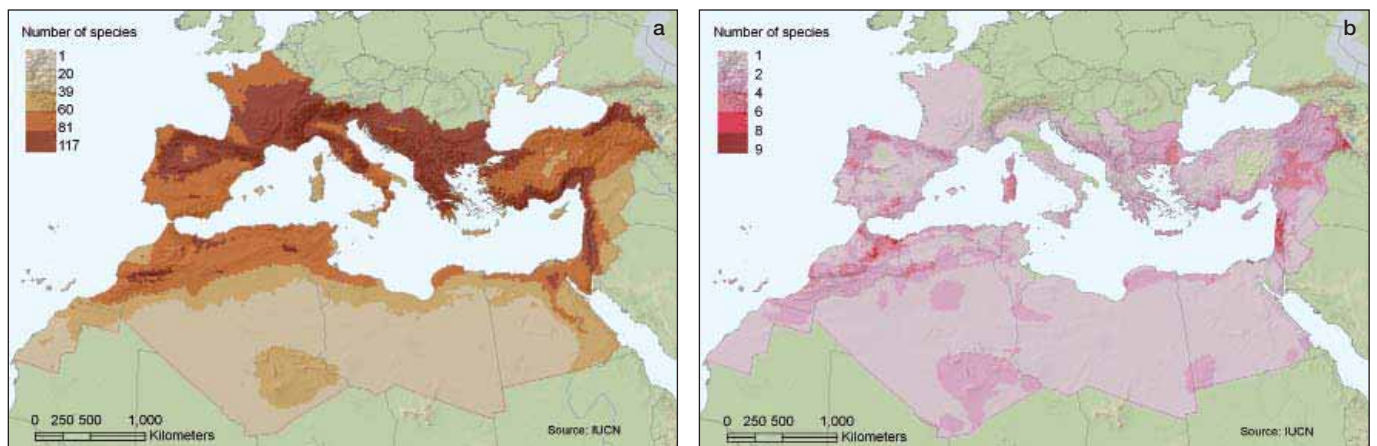 Number of species
a
1
20
39
60
81
117
0 250 500 1,000
Kilometers
Source: IUCN
Number of species
b
1
2
4
6
8
9
0 250 500 1,000
Kilometers
Source: IUCN